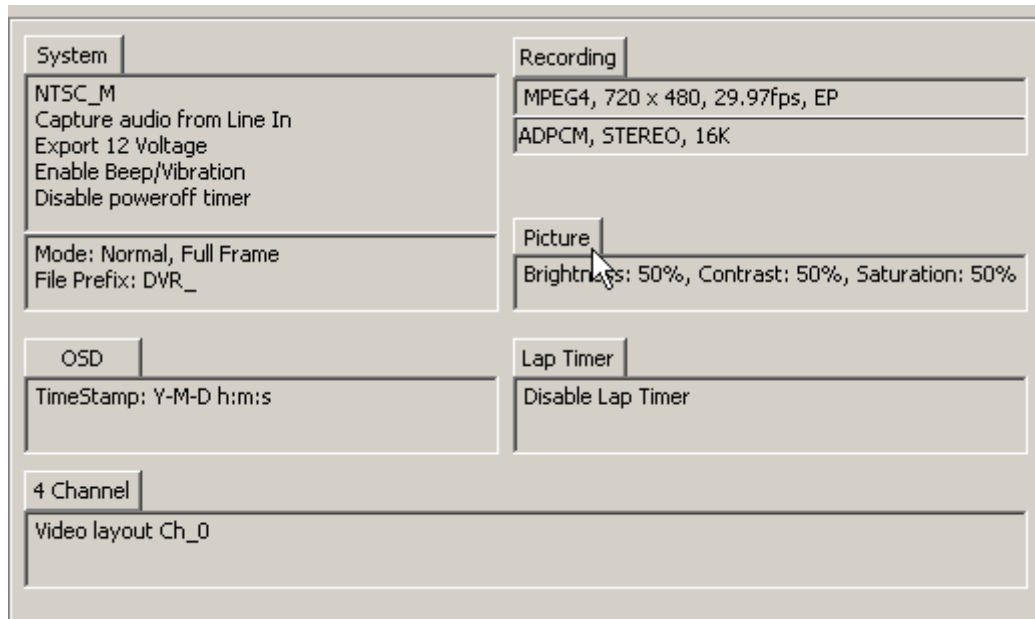 System
NTSC_M
Capture audio from Line In
Export 12 Voltage
Enable Beep/Vibration
Disable poweroff timer
Mode: Normal, Full Frame
File Prefix: DVR_
Recording
MPEG4, 720 x 480, 29.97fps, EP
ADPCM, STEREO, 16K
Picture
Brightness: 50%, Contrast: 50%, Saturation: 50%
OSD
TimeStamp: Y-M-D h:m:s
Lap Timer
Disable Lap Timer
4 Channel
Video layout Ch_0